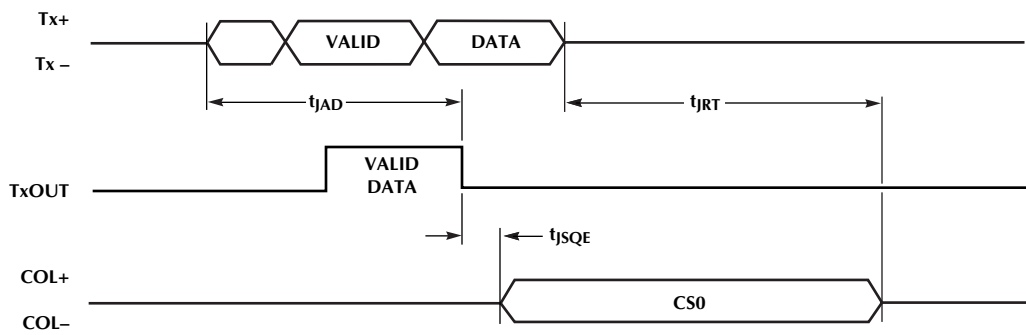 Tx+
VALID DATA
Tx –
tJAD
tJRT
VALID
DATA
TxOUT
tJSQE
COL+
CS0
COL–